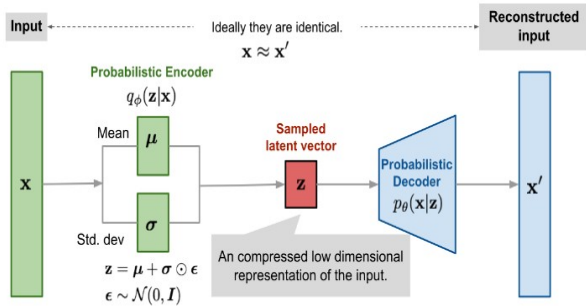 Input
Ideally they are identical.
x ≈ x′
Reconstructed
input
Probabilistic Encoder
qϕ(z|x)
Mean
μ
Sampled
latent vector
x
z
Probabilistic
Decoder
pθ(x|z)
x′
Std. dev
σ
An compressed low dimensional
representation of the input.
z = μ + σ ⊙ ϵ
ϵ ∼ 𝒩(0, I)